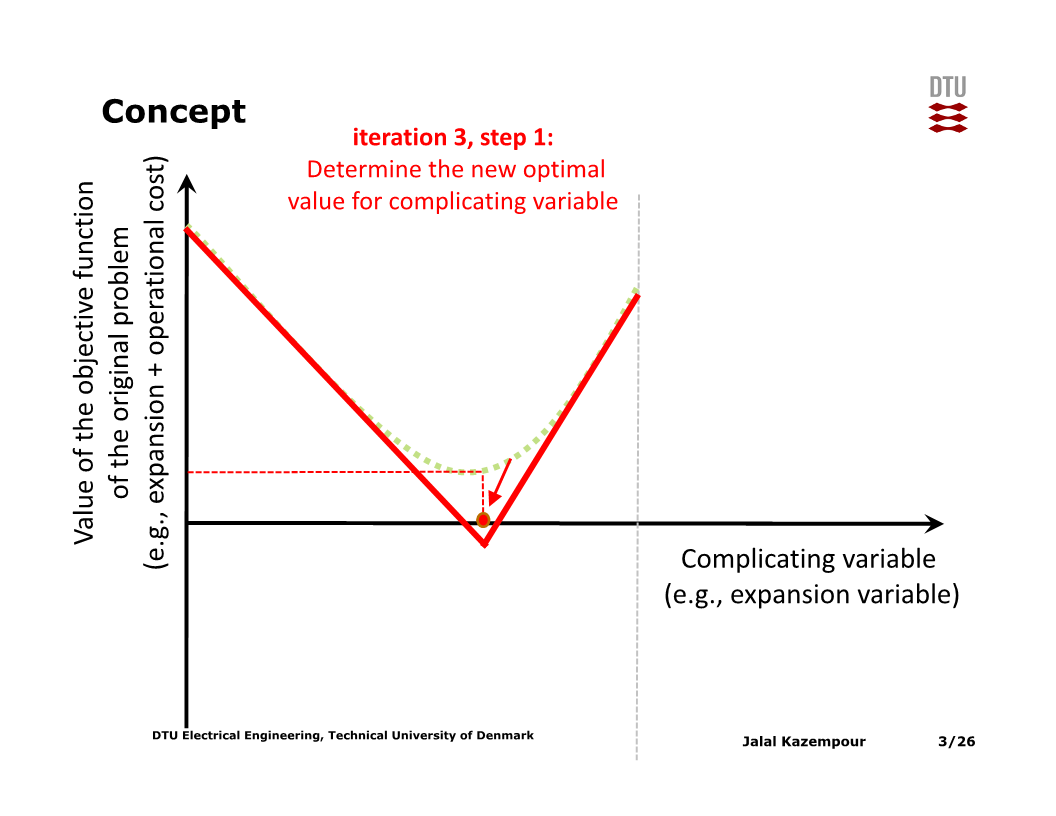 DTU
Concept
iteration 3, step 1:
Determine the new optimal
value for complicating variable
Value of the objective function
of the original problem
(e.g., expansion + operational cost)
Complicating variable
(e.g., expansion variable)
DTU Electrical Engineering, Technical University of Denmark
Jalal Kazempour
3/26